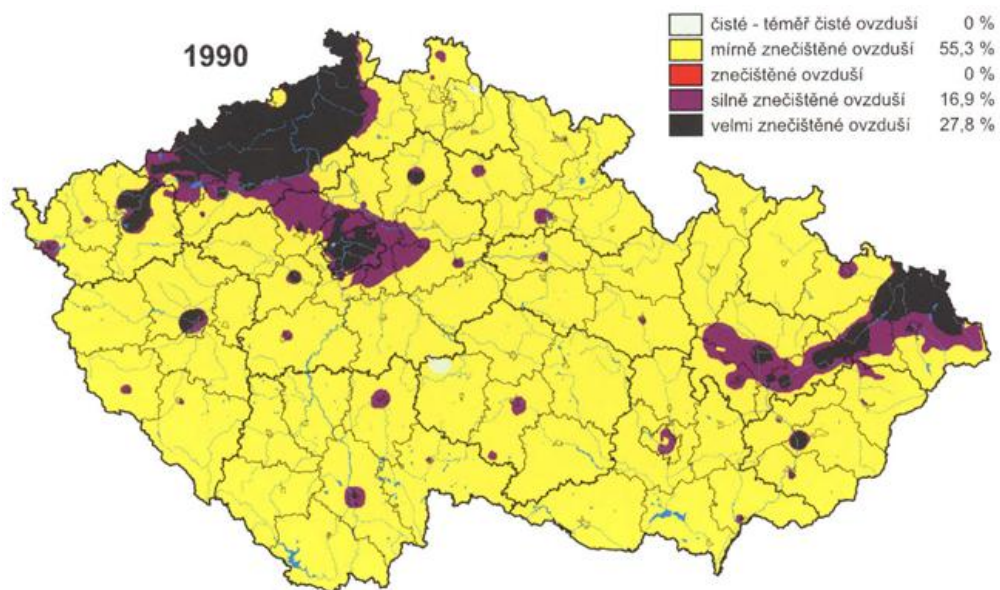 1990
čisté - téměř čisté ovzduší 0 %
mírně znečištěné ovzduší 55,3 %
znečištěné ovzduší 0 %
silně znečištěné ovzduší 16,9 %
velmi znečištěné ovzduší 27,8 %